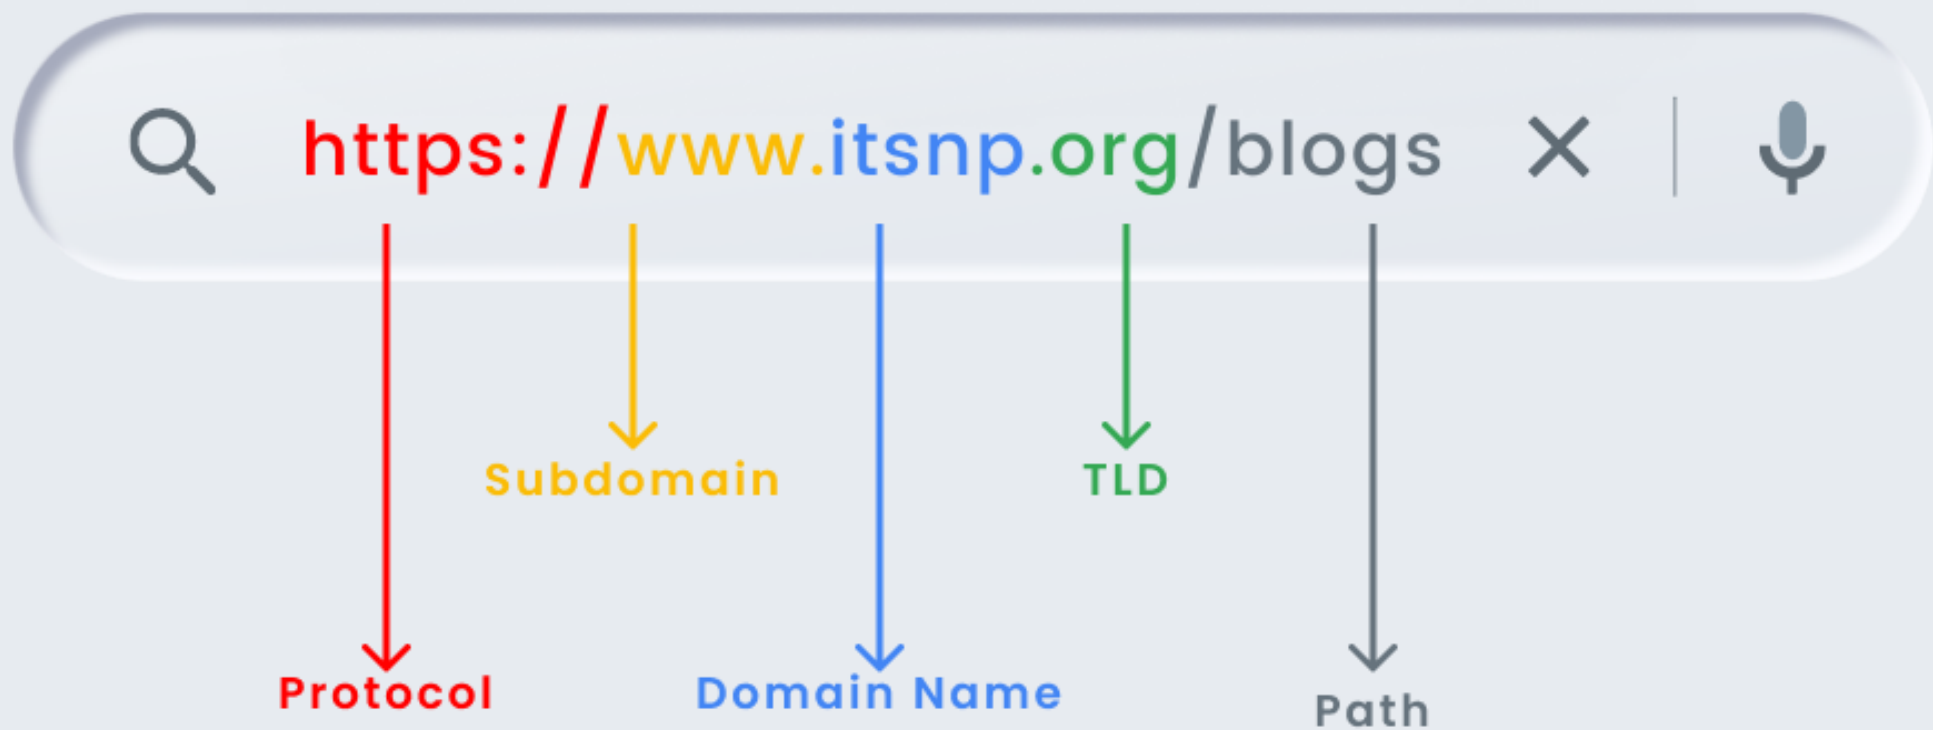 https://www.itsnp.org/blogs
Subdomain TLD
Protocol Domain Name Path